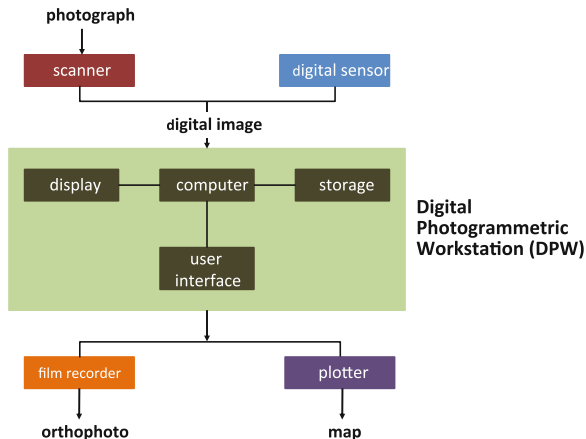 photograph
scanner
digital sensor
digital image
display
computer
storage
user
interface
Digital
Photogrammetric
Workstation (DPW)
film recorder
plotter
orthophoto
map